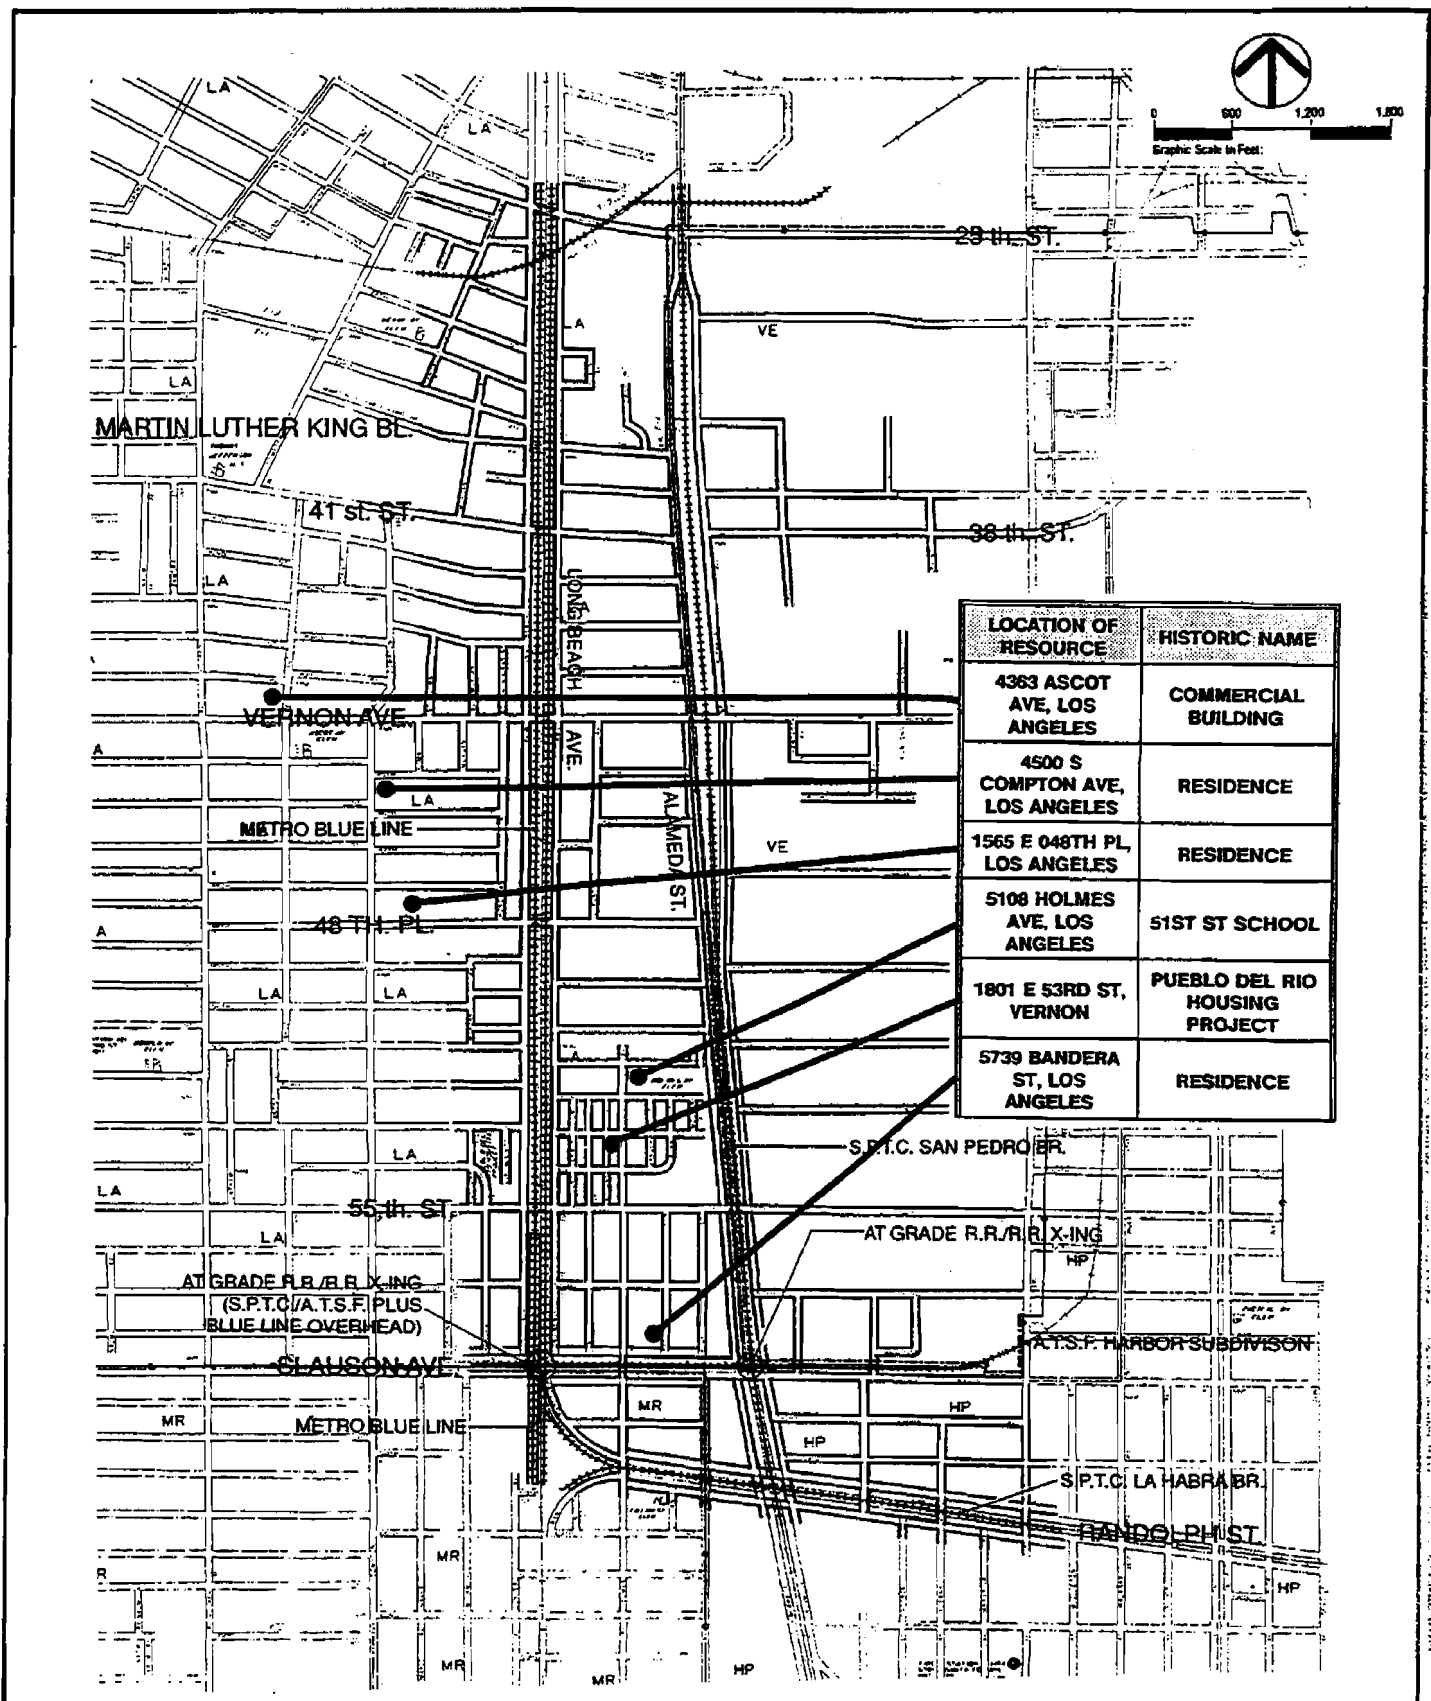 LA
LA
0 600 1,200 1,800
Graphic Scale in Feet:
25 th. ST.
LA
VE
LA
MARTIN LUTHER KING BL.
41 st. ST.
38 th. ST.
LA
LONG BEACH
AVE.
LOCATION OF
RESOURCE
HISTORIC NAME
4363 ASCOT
AVE, LOS
ANGELES
COMMERCIAL
BUILDING
4500 S
COMPTON AVE,
LOS ANGELES
RESIDENCE
1565 E 048TH PL,
LOS ANGELES
RESIDENCE
5108 HOLMES
AVE, LOS
ANGELES
51ST ST SCHOOL
1801 E 53RD ST,
VERNON
PUEBLO DEL RIO
HOUSING
PROJECT
5739 BANDERA
ST, LOS
ANGELES
RESIDENCE
VERNON AVE.
LA
METRO BLUE LINE
ALAMEDA ST.
VE
48 TH. PL.
LA
LA
S.P.T.C. SAN PEDRO BR.
LA
LA
55 th. ST.
LA
AT GRADE R.R./R.R. X-ING
HP
AT GRADE R.R./R.R. X-ING
(S.P.T.C./A.T.S.F. PLUS
BLUE LINE OVERHEAD)
A.T.S.F. HARBOR SUBDIVISON
SLAUSON AVE.
MR
MR
HP
METRO BLUE LINE
HP
S.P.T.C. LA HABRA BR.
RANDOLPH ST.
MR
HP
MR
MR
HP